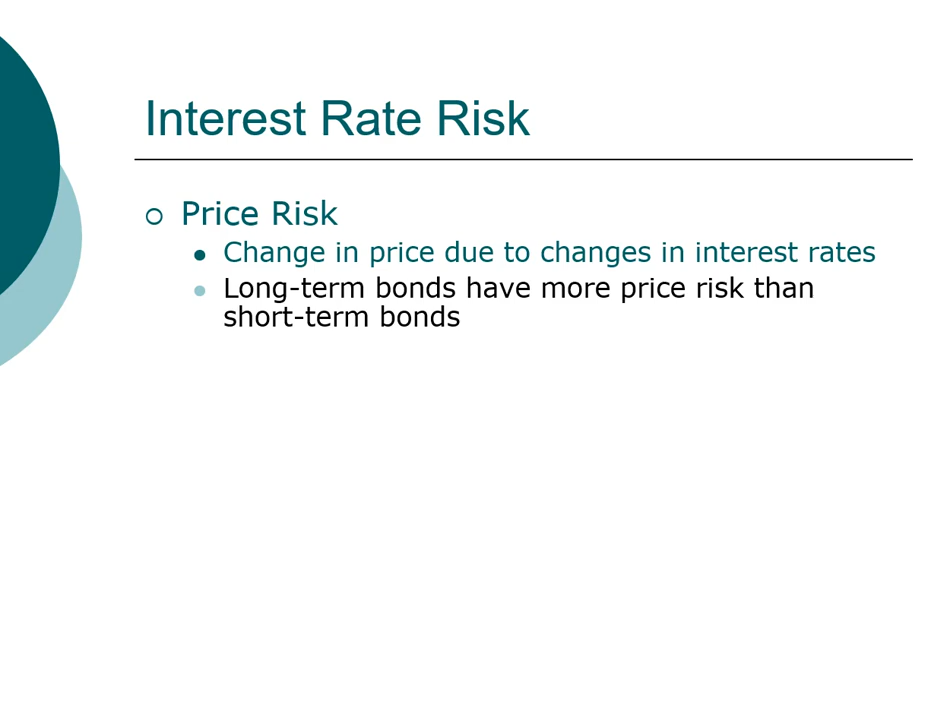 Interest Rate Risk
Price Risk
Change in price due to changes in interest rates
Long-term bonds have more price risk than
short-term bonds